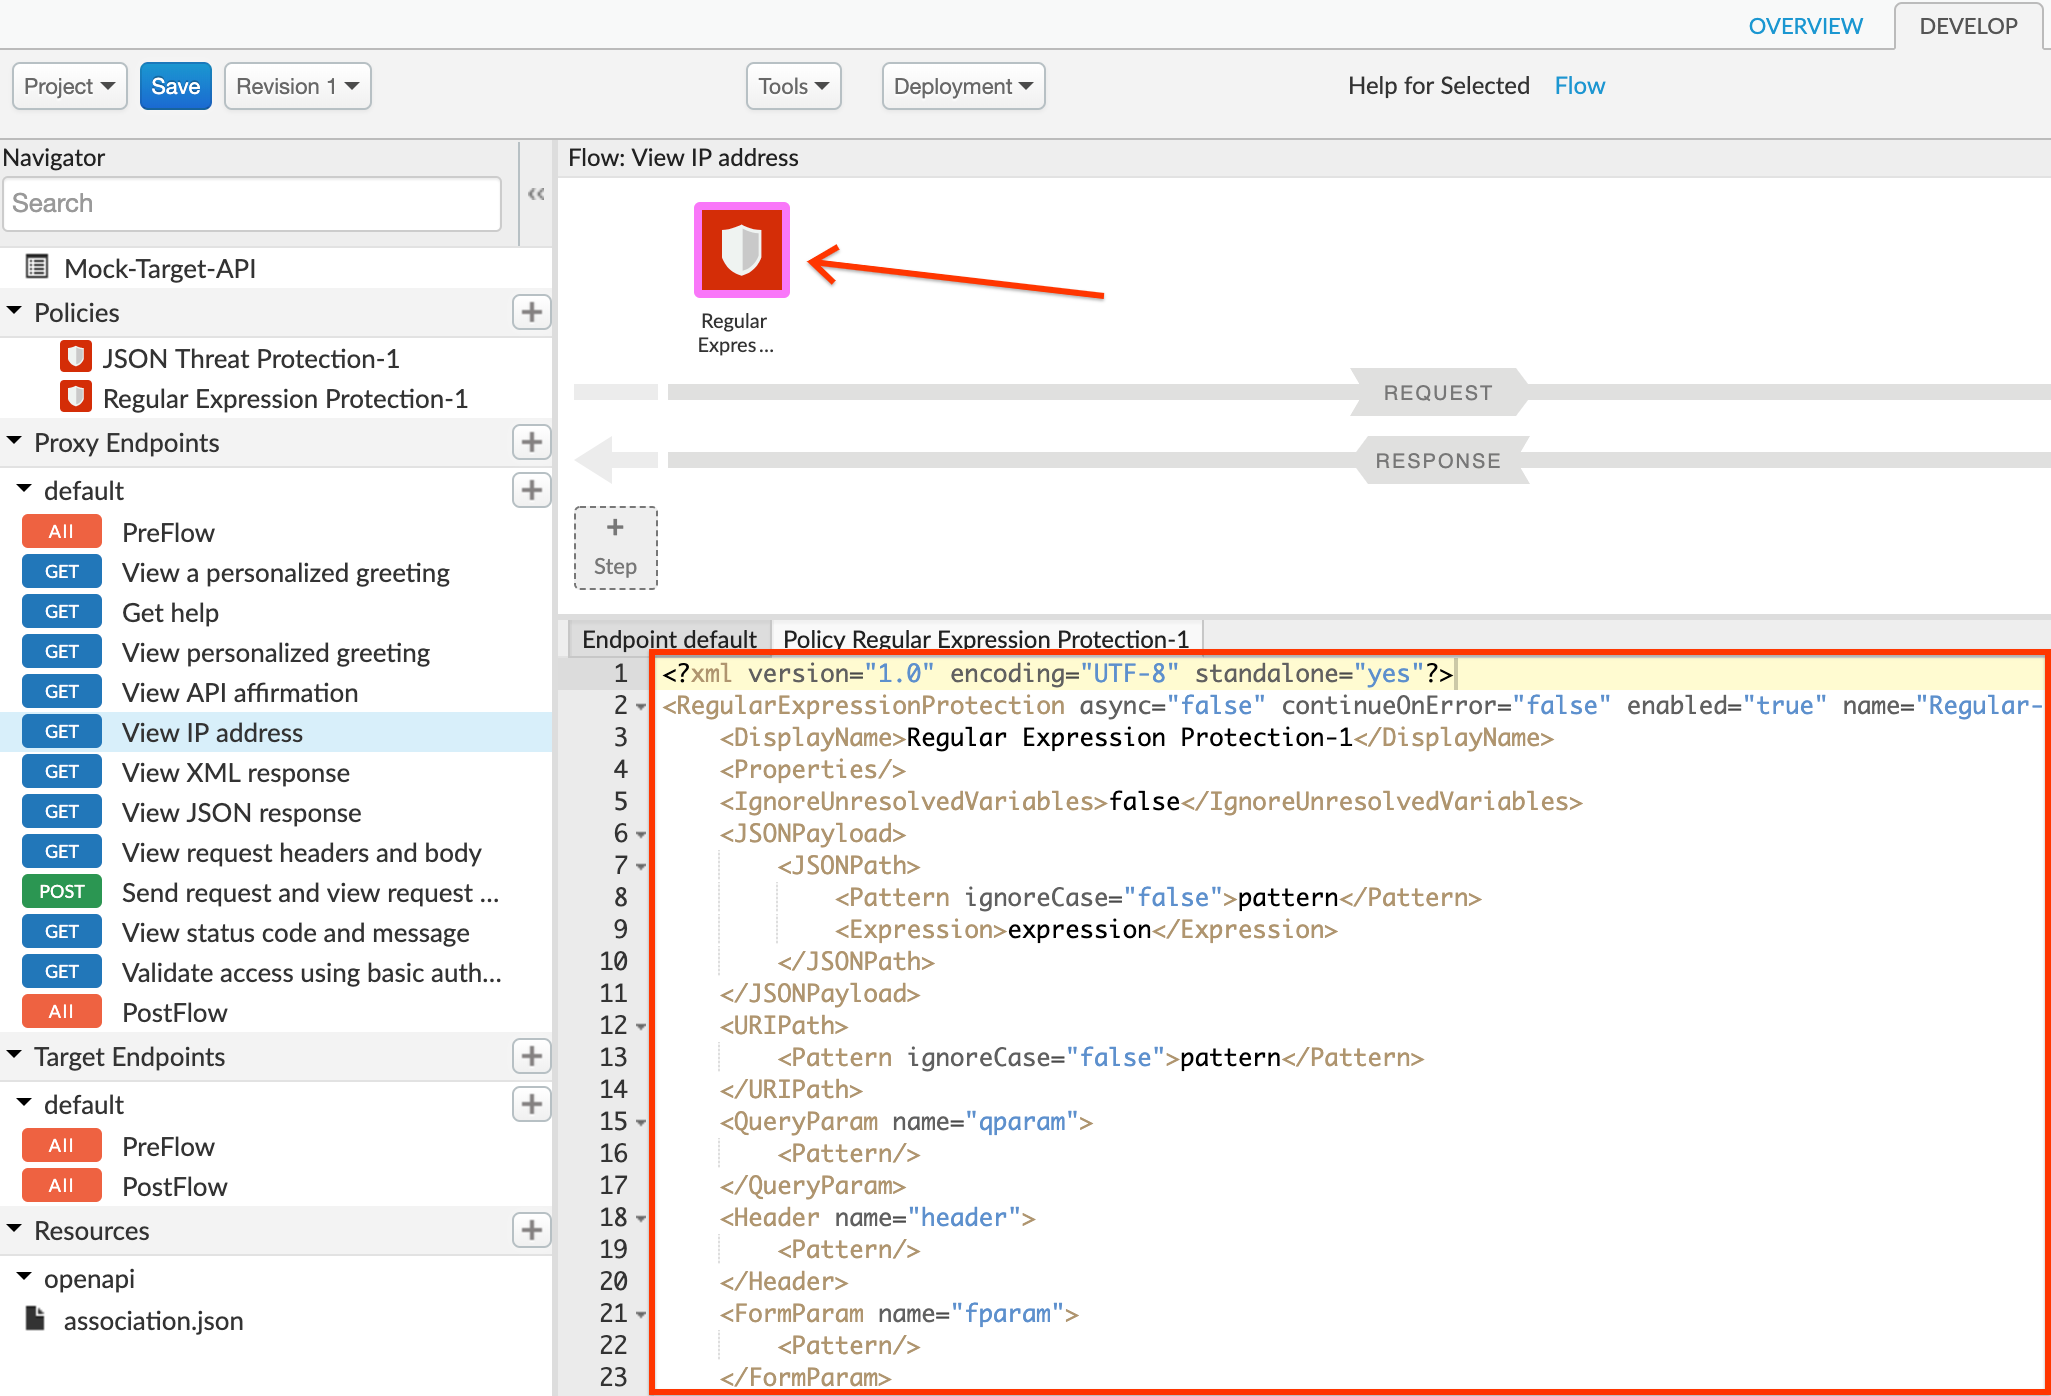 OVERVIEW
DEVELOP
Project
Save
Revision 1
Tools
Deployment
Help for Selected
Flow
Navigator
Search
«
Mock-Target-API
Policies
JSON Threat Protection-1
Regular Expression Protection-1
Proxy Endpoints
default
All PreFlow
GET View a personalized greeting
GET Get help
GET View personalized greeting
GET View API affirmation
GET View IP address
GET View XML response
GET View JSON response
GET View request headers and body
POST Send request and view request ...
GET View status code and message
GET Validate access using basic auth...
All PostFlow
Target Endpoints
default
All PreFlow
All PostFlow
Resources
openapi
association.json
Flow: View IP address
Regular
Expres...
REQUEST
RESPONSE
+
Step
Endpoint default
Policy Regular Expression Protection-1
1 <?xml version="1.0" encoding="UTF-8" standalone="yes"?>
2 <RegularExpressionProtection async="false" continueOnError="false" enabled="true" name="Regular-
3 <DisplayName>Regular Expression Protection-1</DisplayName>
4 <Properties/>
5 <IgnoreUnresolvedVariables>false</IgnoreUnresolvedVariables>
6 <JSONPayload>
7 <JSONPath>
8 <Pattern ignoreCase="false">pattern</Pattern>
9 <Expression>expression</Expression>
10 </JSONPath>
11 </JSONPayload>
12 <URIPath>
13 <Pattern ignoreCase="false">pattern</Pattern>
14 </URIPath>
15 <QueryParam name="qparam">
16 <Pattern/>
17 </QueryParam>
18 <Header name="header">
19 <Pattern/>
20 </Header>
21 <FormParam name="fparam">
22 <Pattern/>
23 </FormParam>